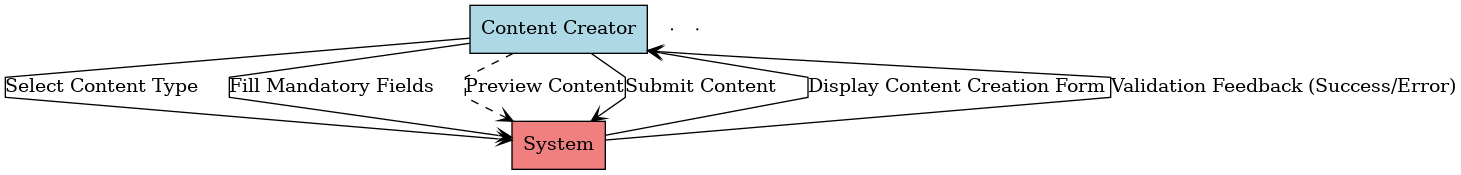 Content Creator
Select Content Type
Fill Mandatory Fields
Preview Content
Submit Content
Display Content Creation Form
Validation Feedback (Success/Error)
System